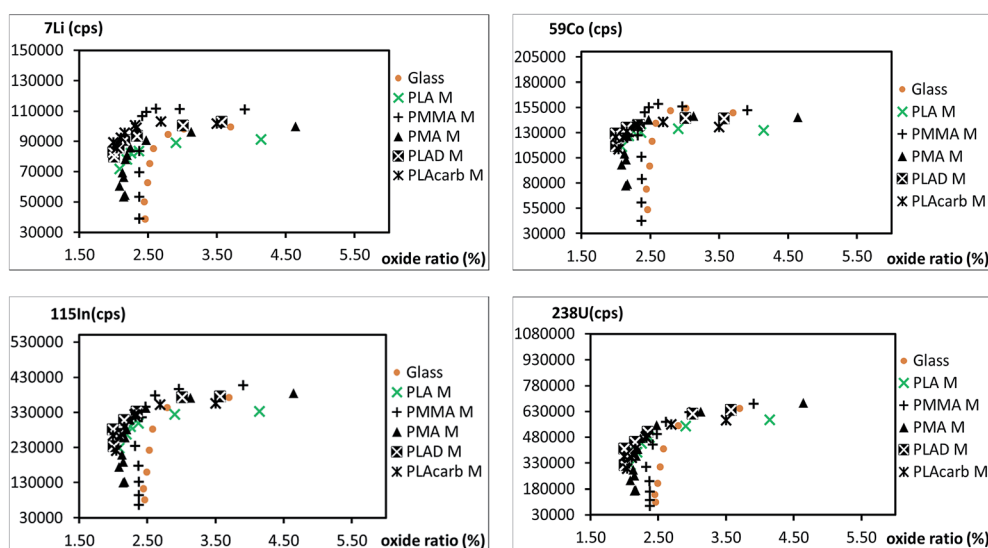 7Li (cps)
150000
130000
110000
90000
70000
50000
30000
1.50 2.50 3.50 4.50 5.50
oxide ratio (%)
Glass
PLA M
PMMA M
PMA M
PLAD M
PLAcarb M
59Co (cps)
205000
180000
155000
130000
105000
80000
55000
30000
1.50 2.50 3.50 4.50 5.50
oxide ratio (%)
Glass
PLA M
PMMA M
PMA M
PLAD M
PLAcarb M
115In(cps)
530000
430000
330000
230000
130000
30000
1.50 2.50 3.50 4.50 5.50
oxide ratio (%)
Glass
PLA M
PMMA M
PMA M
PLAD M
PLAcarb M
238U(cps)
1080000
930000
780000
630000
480000
330000
180000
30000
1.50 2.50 3.50 4.50 5.50
oxide ratio (%)
Glass
PLA M
PMMA M
PMA M
PLAD M
PLAcarb M